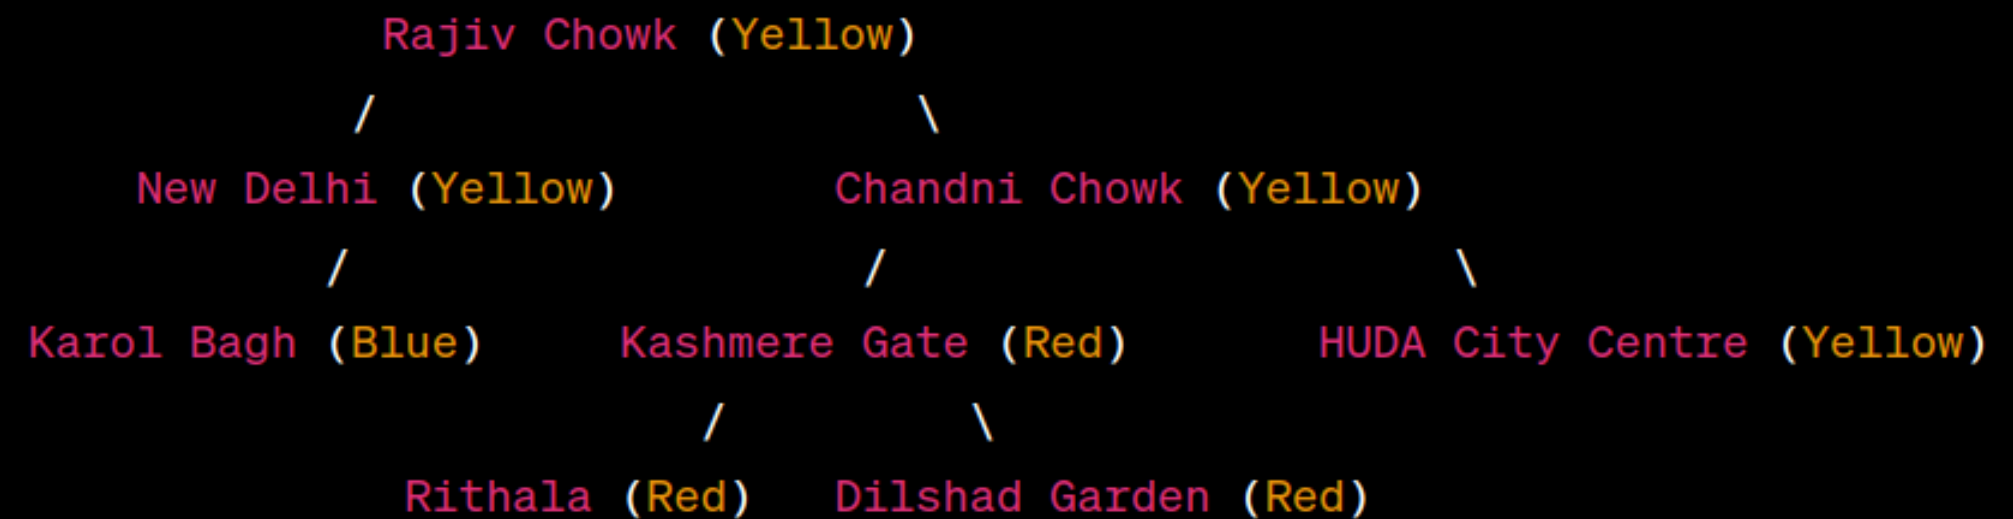 Rajiv Chowk (Yellow)
/ \
New Delhi (Yellow) Chandni Chowk (Yellow)
/ / \
Karol Bagh (Blue) Kashmere Gate (Red) HUDA City Centre (Yellow)
/ \
Rithala (Red) Dilshad Garden (Red)